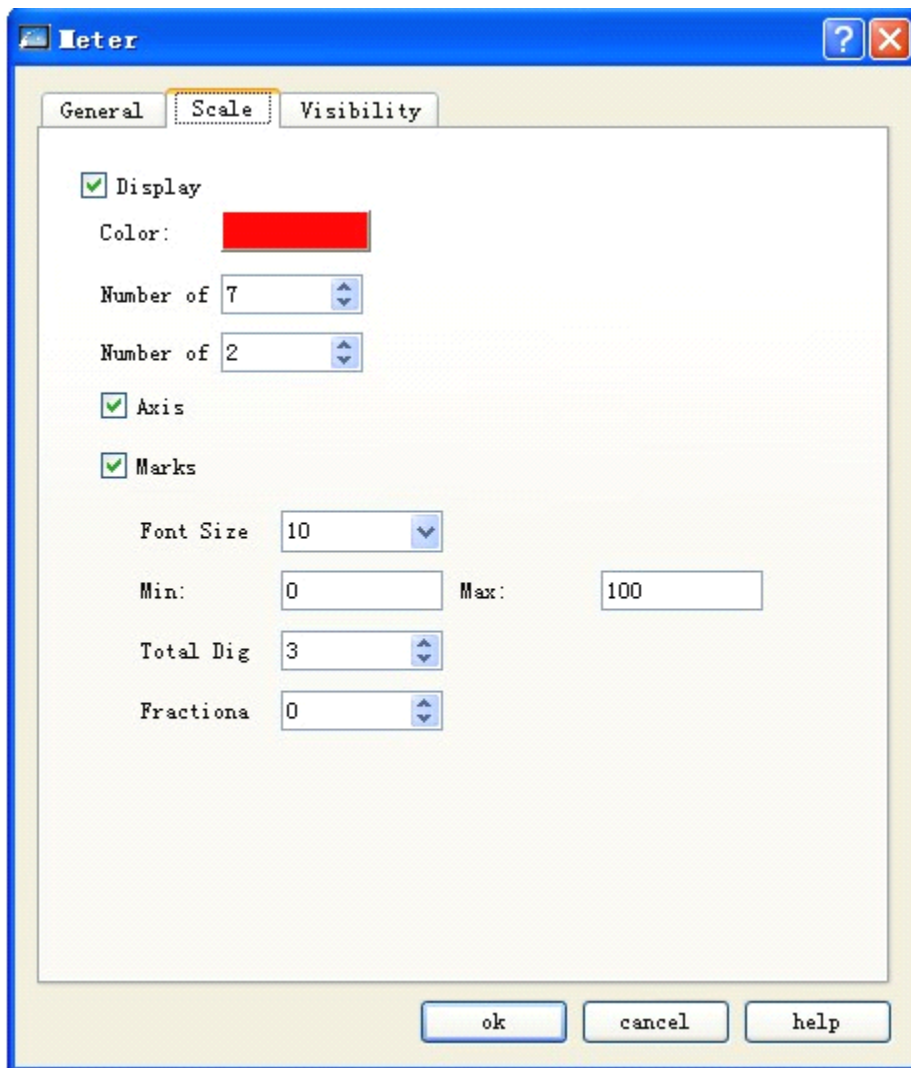 Meter
General Scale Visibility
Display
Color:
Number of 7
Number of 2
Axis
Marks
Font Size 10
Min: 0 Max: 100
Total Dig 3
Fractiona 0
ok cancel help